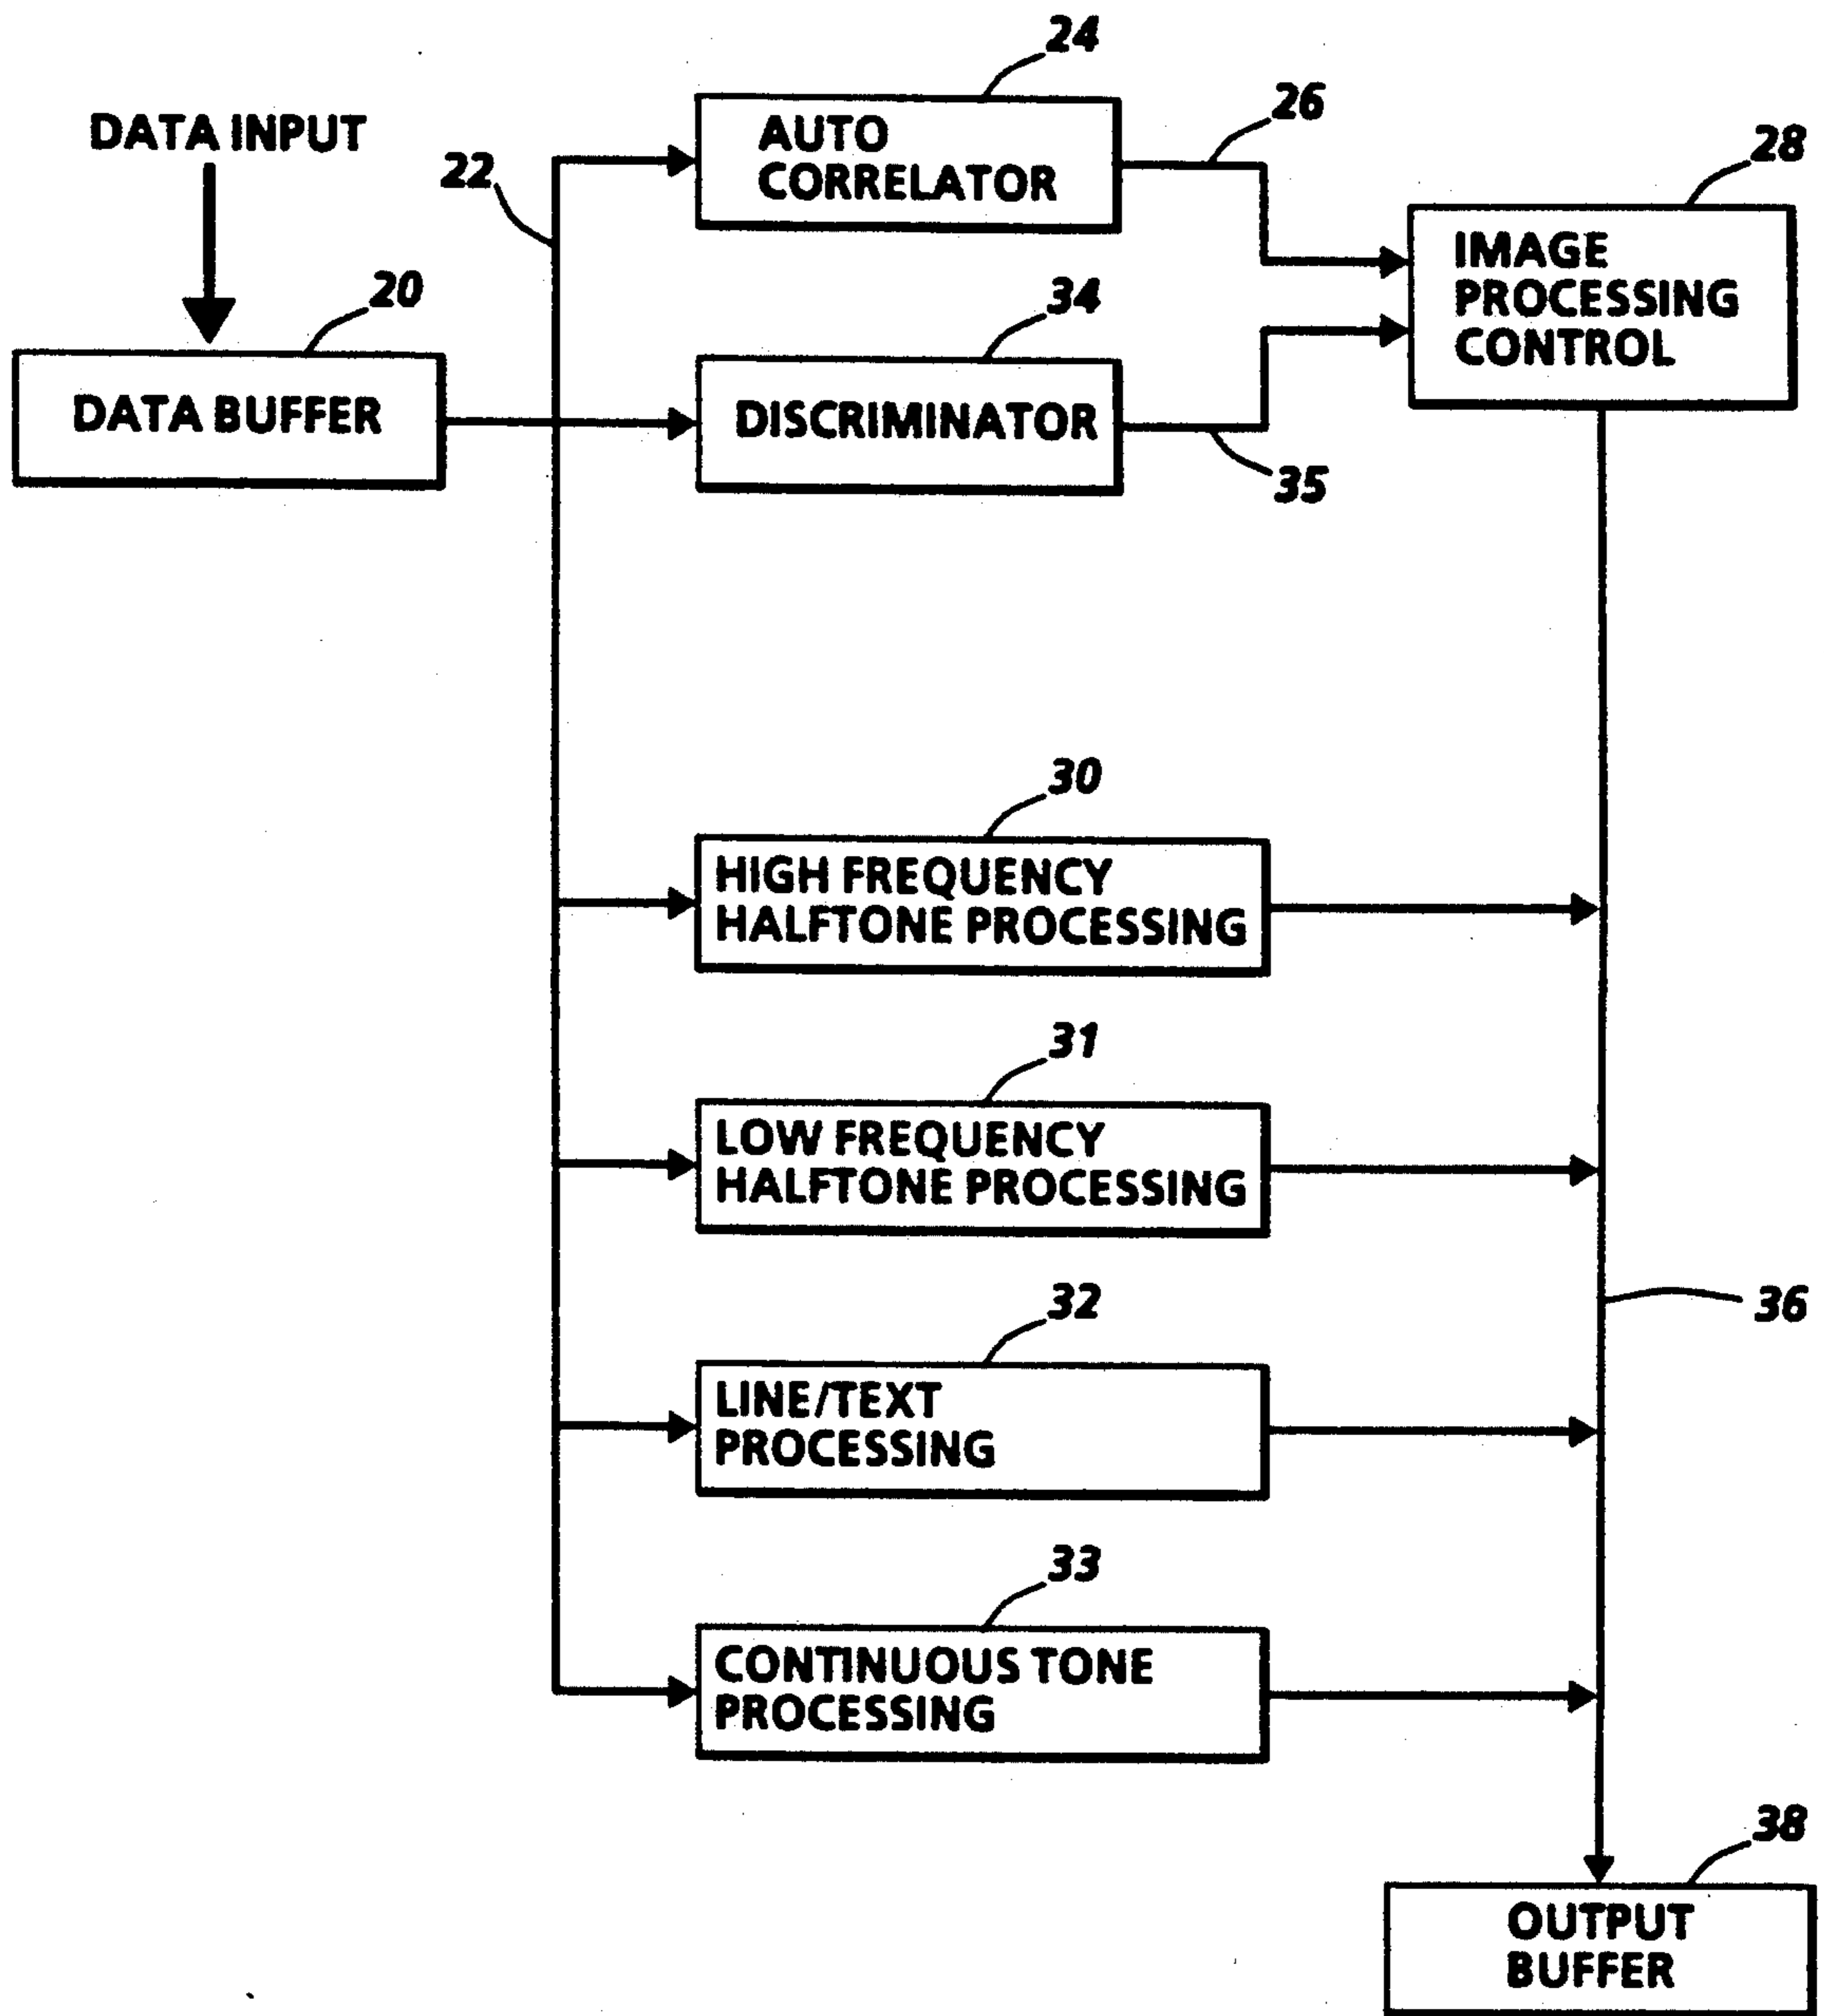 24
AUTO
CORRELATOR
26
DATA INPUT
22
28
IMAGE
PROCESSING
CONTROL
20
DATA BUFFER
34
DISCRIMINATOR
35
30
HIGH FREQUENCY
HALFTONE PROCESSING
31
LOW FREQUENCY
HALFTONE PROCESSING
36
32
LINE/TEXT
PROCESSING
33
CONTINUOUS TONE
PROCESSING
38
OUTPUT
BUFFER